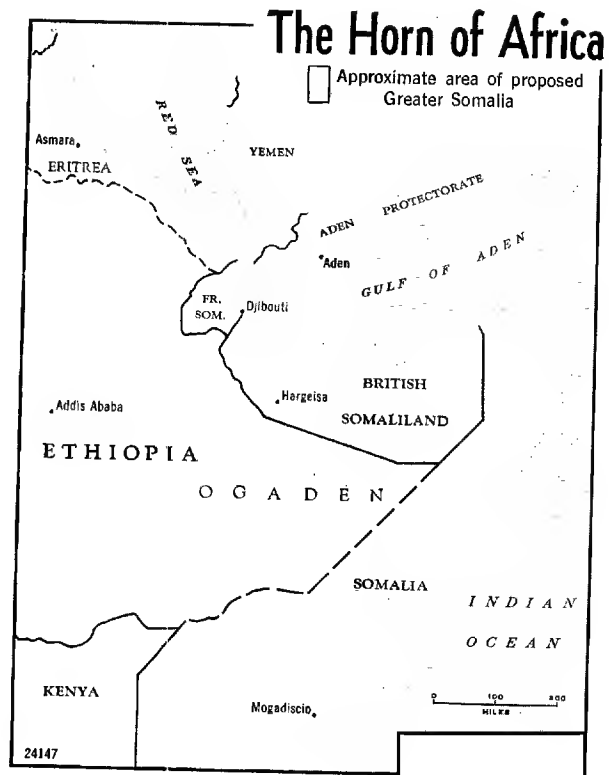 The Horn of Africa
Approximate area of proposed
Greater Somalia
RED SEA
Asmara
ERITREA
YEMEN
ADEN PROTECTORATE
Aden
GULF OF ADEN
FR.
SOM.
Djibouti
Addis Ababa
Hargeisa
BRITISH
SOMALILAND
ETHIOPIA
OGADEN
SOMALIA
INDIAN
OCEAN
KENYA
Mogadiscio
0 100
MILES
24147